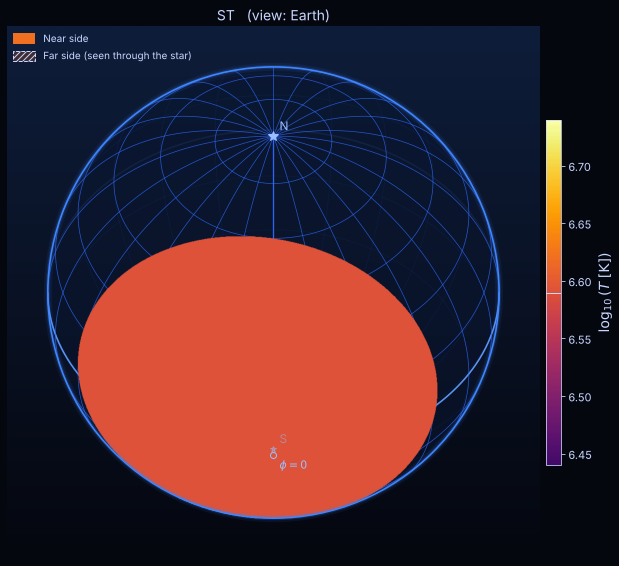 ST (view: Earth)
Near side
Far side (seen through the star)
N
S
ϕ = 0
6.70
6.65
6.60
6.55
6.50
6.45
log₁₀ (T [K])